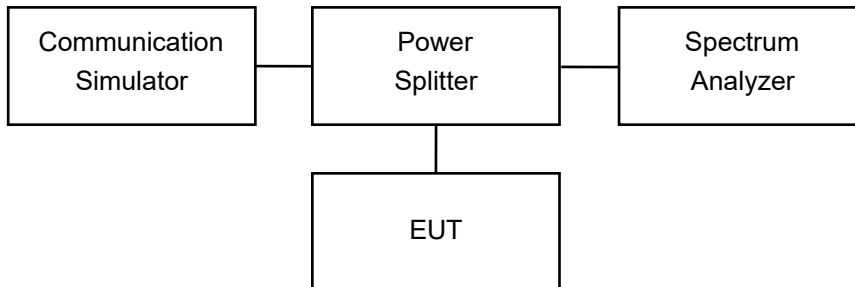 Communication
Simulator
Power
Splitter
Spectrum
Analyzer
EUT